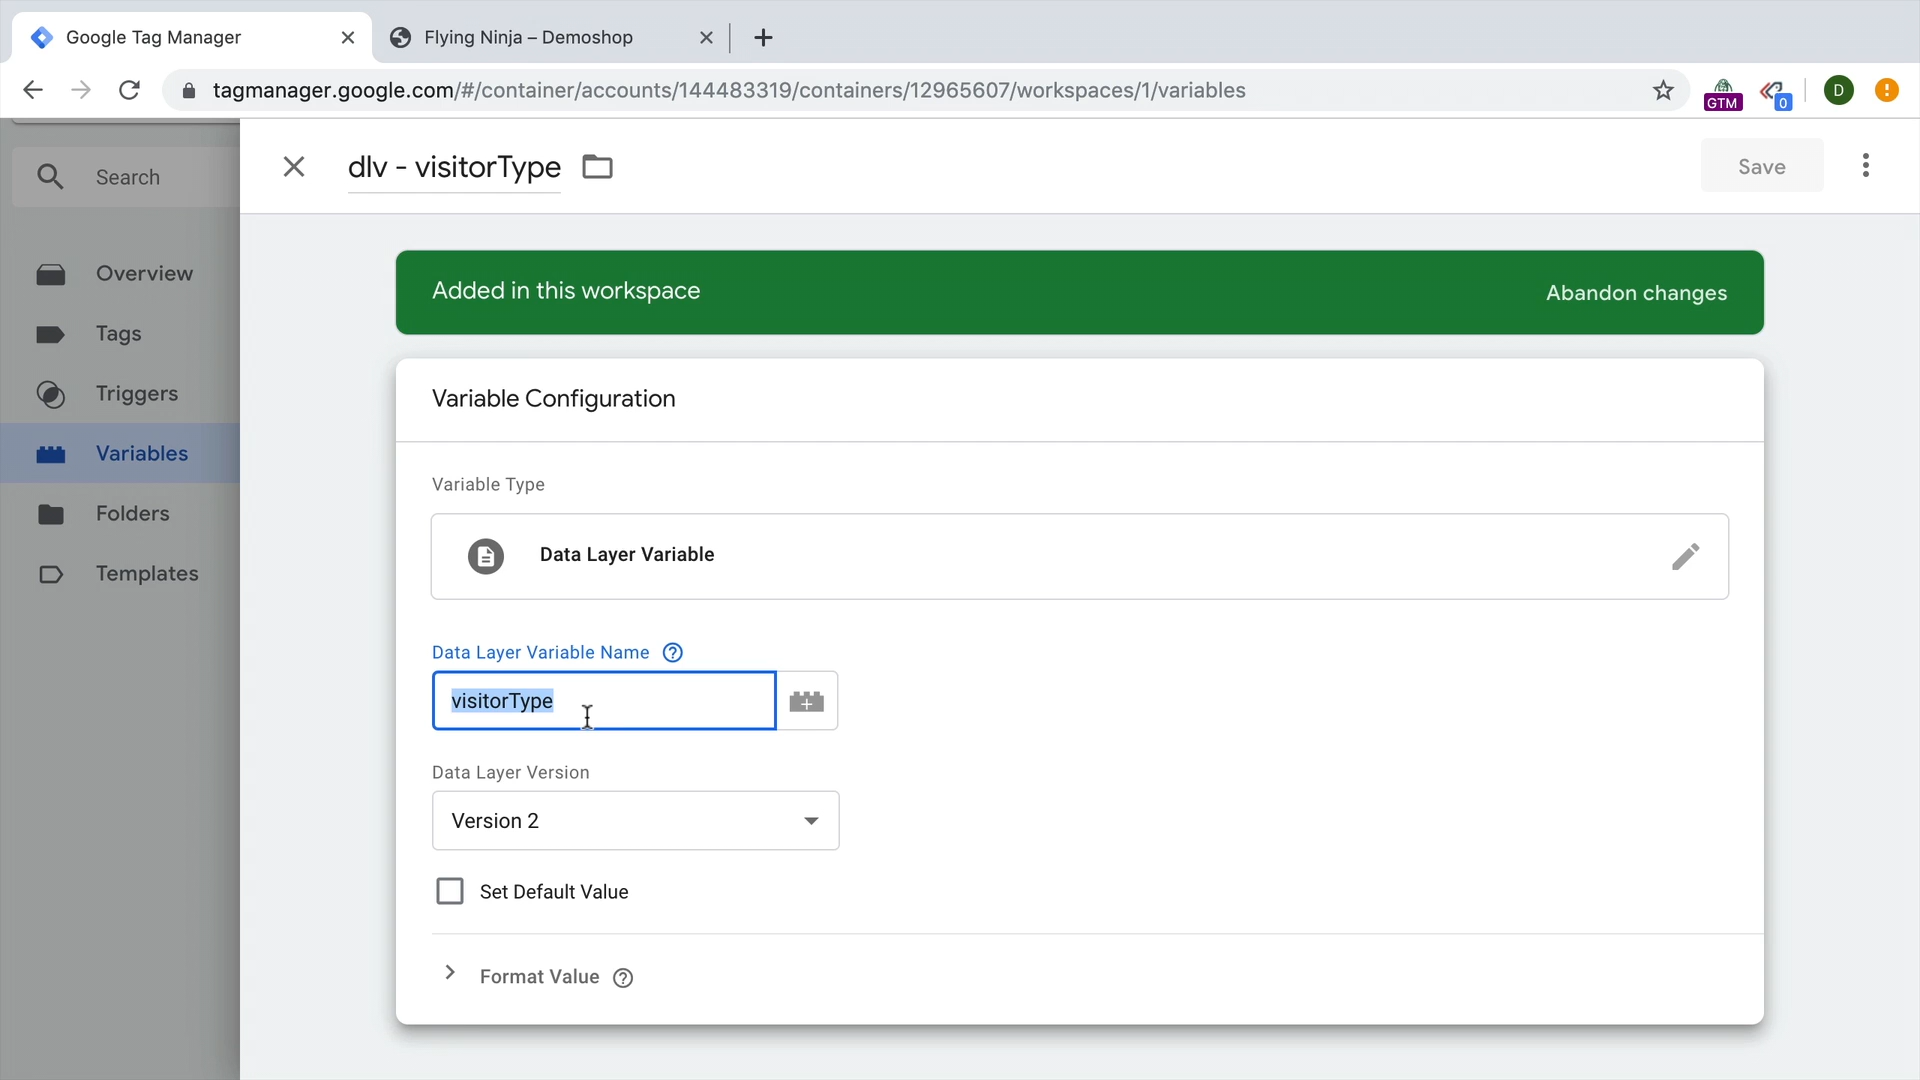 Google Tag Manager
Flying Ninja – Demoshop
tagmanager.google.com/#/container/accounts/144483319/containers/12965607/workspaces/1/variables
GTM
0
D
Search
dlv - visitorType
Save
Overview
Tags
Triggers
Variables
Folders
Templates
Added in this workspace
Abandon changes
Variable Configuration
Variable Type
Data Layer Variable
Data Layer Variable Name
visitorType
Data Layer Version
Version 2
Set Default Value
Format Value